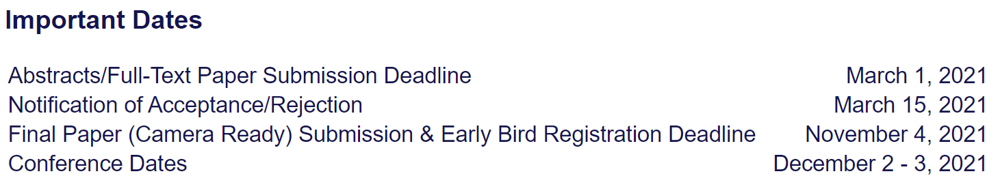 Important Dates
Abstracts/Full-Text Paper Submission Deadline March 1, 2021
Notification of Acceptance/Rejection March 15, 2021
Final Paper (Camera Ready) Submission & Early Bird Registration Deadline November 4, 2021
Conference Dates December 2 - 3, 2021